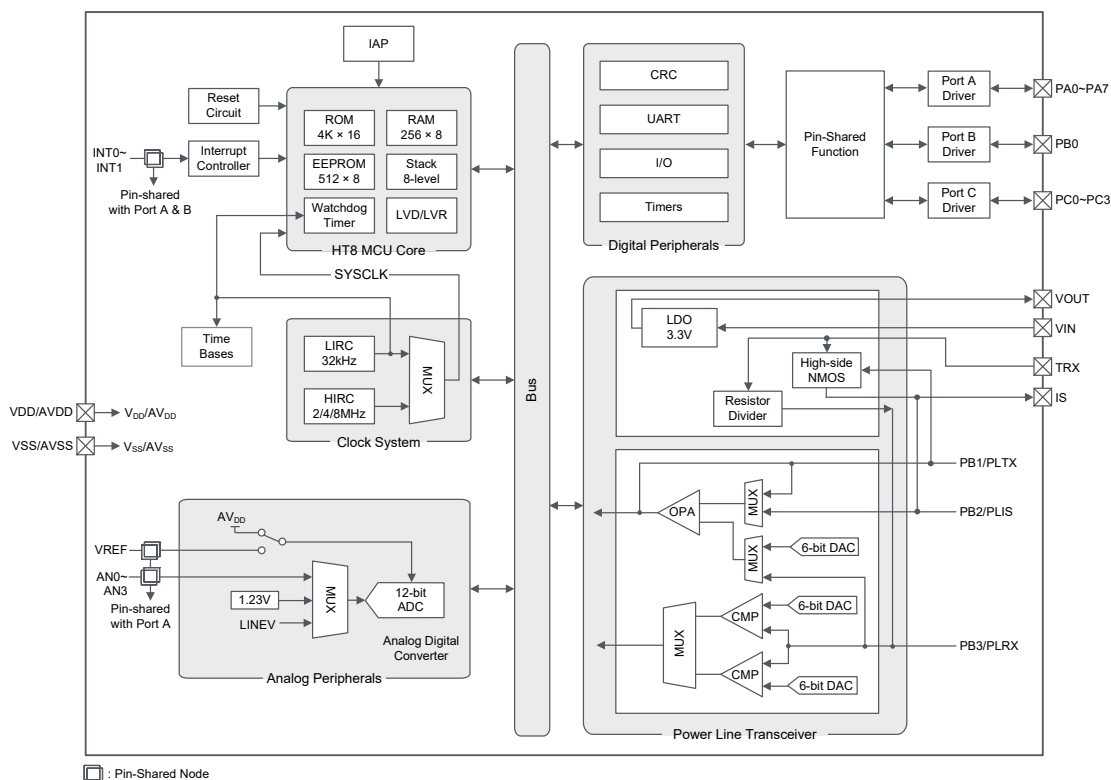 IAP
Reset
Circuit
INT0~
INT1
Interrupt
Controller
Pin-shared
with Port A & B
ROM
4K × 16
RAM
256 × 8
EEPROM
512 × 8
Stack
8-level
Watchdog
Timer
LVD/LVR
HT8 MCU Core
SYSCLK
Time
Bases
LIRC
32kHz
HIRC
2/4/8MHz
MUX
Clock System
VDD/AVDD
VDD/AVDD
VSS/AVSS
VSS/AVSS
AVDD
VREF
AN0~
AN3
Pin-shared
with Port A
1.23V
LINEV
MUX
12-bit
ADC
Analog Digital
Converter
Analog Peripherals
Bus
CRC
UART
I/O
Timers
Digital Peripherals
Pin-Shared
Function
Port A
Driver
Port B
Driver
Port C
Driver
PA0~PA7
PB0
PC0~PC3
LDO
3.3V
High-side
NMOS
Resistor
Divider
VOUT
VIN
TRX
IS
PB1/PLTX
PB2/PLIS
PB3/PLRX
OPA
MUX
MUX
6-bit DAC
6-bit DAC
CMP
MUX
CMP
6-bit DAC
Power Line Transceiver
: Pin-Shared Node